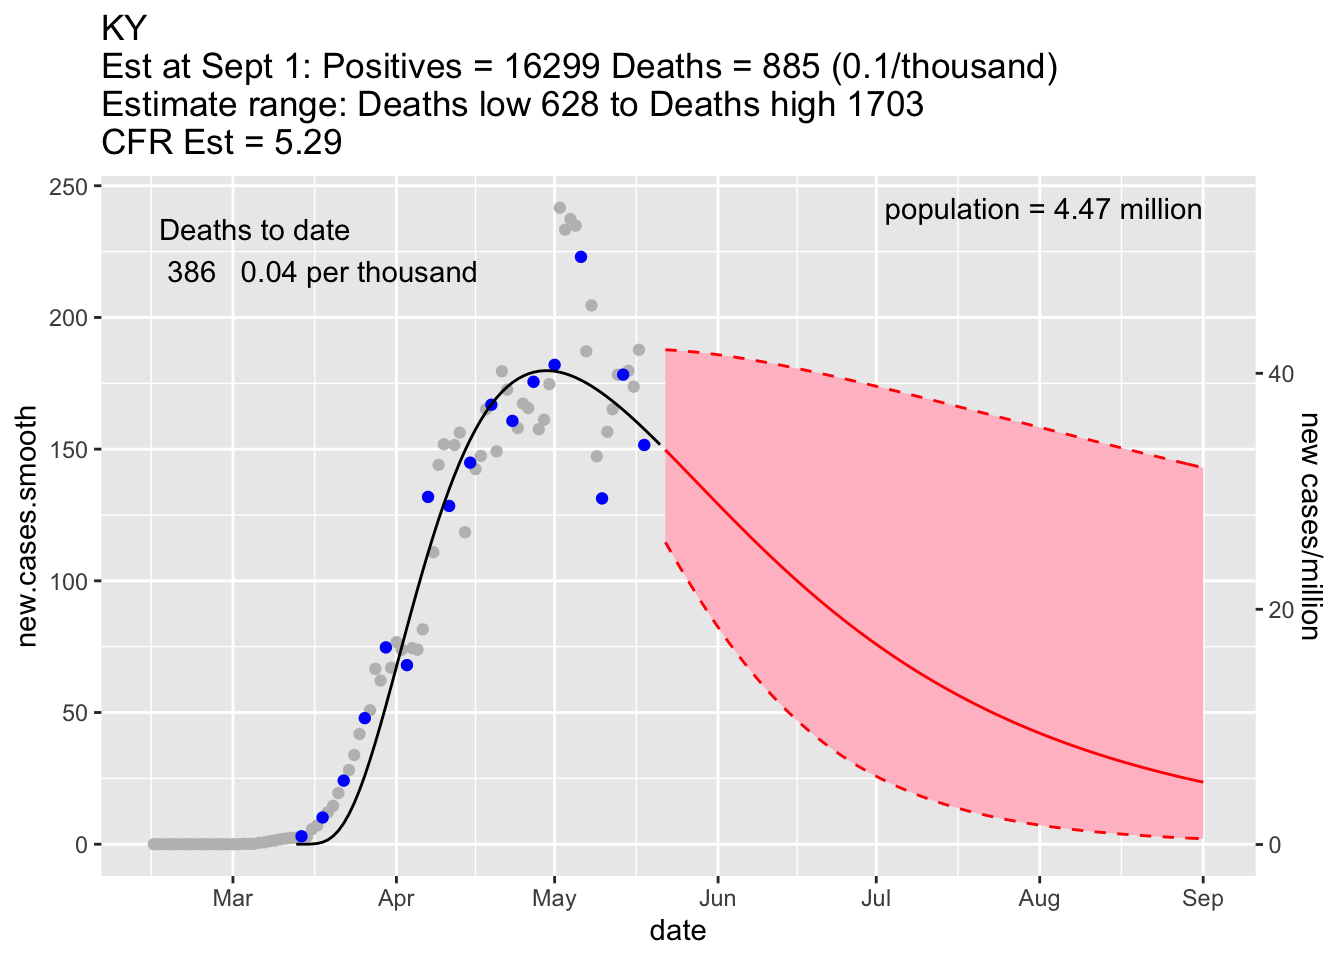 KY
Est at Sept 1: Positives = 16299 Deaths = 885 (0.1/thousand)
Estimate range: Deaths low 628 to Deaths high 1703
CFR Est = 5.29
Deaths to date
386 0.04 per thousand
population = 4.47 million
250
200
150
100
50
0
new.cases.smooth
40
20
0
new cases/million
Mar Apr May Jun Jul Aug Sep
date